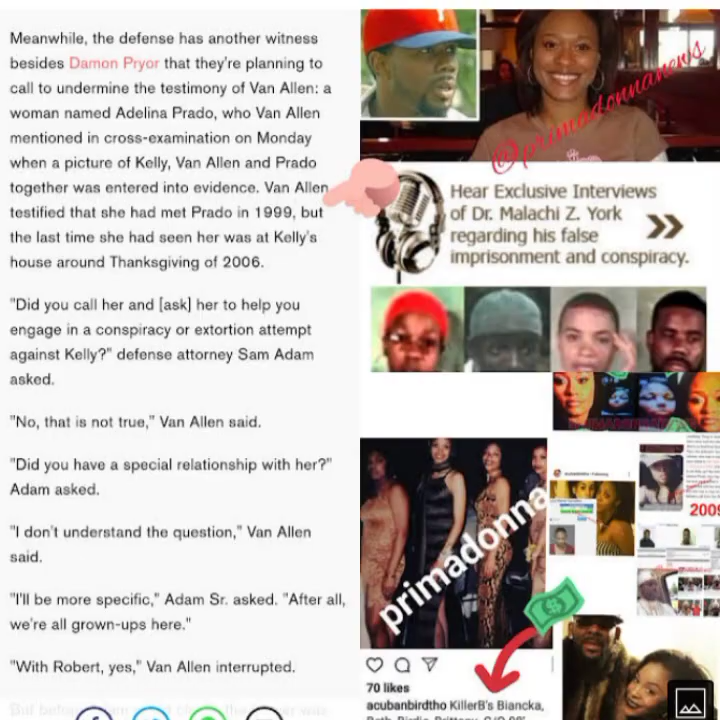 Meanwhile, the defense has another witness
besides Damon Pryor that they're planning to
call to undermine the testimony of Van Allen: a
woman named Adelina Prado, who Van Allen
mentioned in cross-examination on Monday
when a picture of Kelly, Van Allen and Prado
together was entered into evidence. Van Allen
testified that she had met Prado in 1999, but
the last time she had seen her was at Kelly's
house around Thanksgiving of 2006.
"Did you call her and [ask] her to help you
engage in a conspiracy or extortion attempt
against Kelly?" defense attorney Sam Adam
asked.
"No, that is not true," Van Allen said.
"Did you have a special relationship with her?"
Adam asked.
"I don't understand the question," Van Allen
said.
"I'll be more specific," Adam Sr. asked. "After all,
we're all grown-ups here."
"With Robert, yes," Van Allen interrupted.
@primadonnanews
Hear Exclusive Interviews
of Dr. Malachi Z. York
regarding his false
imprisonment and conspiracy.
primadonna
2009
70 likes
acubanbirdtho KillerB's Biancka,